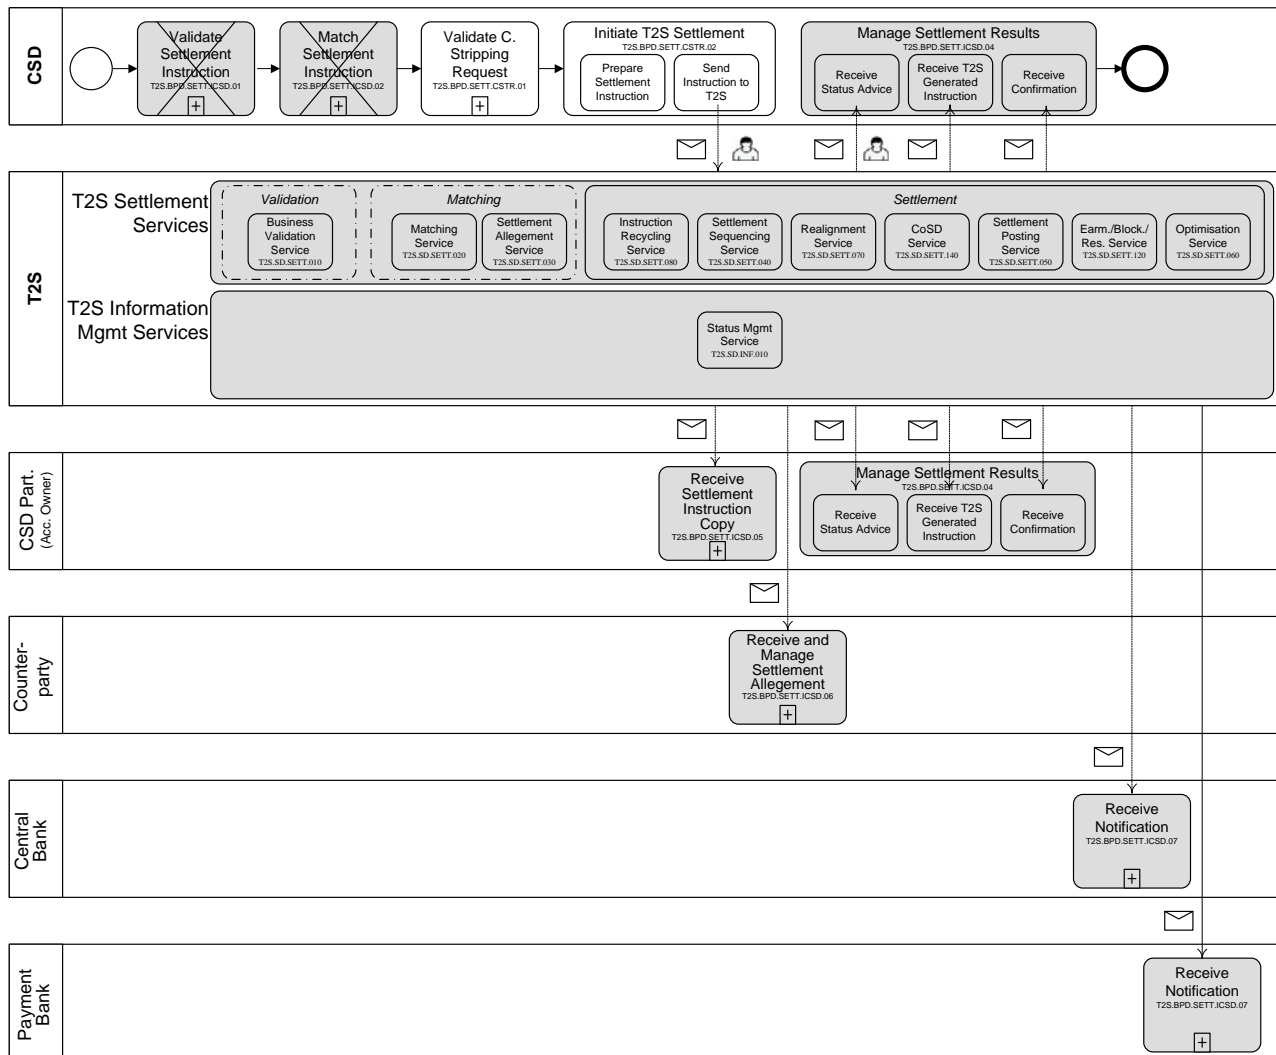 CSD
Validate
Settlement
Instruction
T2S.BPD.SETT.ICSD.01
Match
Settlement
Instruction
T2S.BPD.SETT.ICSD.02
Validate C.
Stripping
Request
T2S.BPD.SETT.CSTR.01
Initiate T2S Settlement
T2S.BPD.SETT.CSTR.02
Prepare
Settlement
Instruction
Send
Instruction to
T2S
Manage Settlement Results
T2S.BPD.SETT.ICSD.04
Receive
Status Advice
Receive T2S
Generated
Instruction
Receive
Confirmation
T2S
T2S Settlement
Services
Validation
Business
Validation
Service
T2S.SD.SETT.010
Matching
Matching
Service
T2S.SD.SETT.020
Settlement
Allegement
Service
T2S.SD.SETT.030
Settlement
Instruction
Recycling
Service
T2S.SD.SETT.080
Settlement
Sequencing
Service
T2S.SD.SETT.040
Realignment
Service
T2S.SD.SETT.070
CoSD
Service
T2S.SD.SETT.140
Settlement
Posting
Service
T2S.SD.SETT.050
Earm./Block./
Res. Service
T2S.SD.SETT.120
Optimisation
Service
T2S.SD.SETT.060
T2S Information
Mgmt Services
Status Mgmt
Service
T2S.SD.INF.010
CSD Part.
(Acc. Owner)
Receive
Settlement
Instruction
Copy
T2S.BPD.SETT.ICSD.05
Manage Settlement Results
T2S.BPD.SETT.ICSD.04
Receive
Status Advice
Receive T2S
Generated
Instruction
Receive
Confirmation
Counter-
party
Receive and
Manage
Settlement
Allegement
T2S.BPD.SETT.ICSD.06
Central
Bank
Receive
Notification
T2S.BPD.SETT.ICSD.07
Payment
Bank
Receive
Notification
T2S.BPD.SETT.ICSD.07